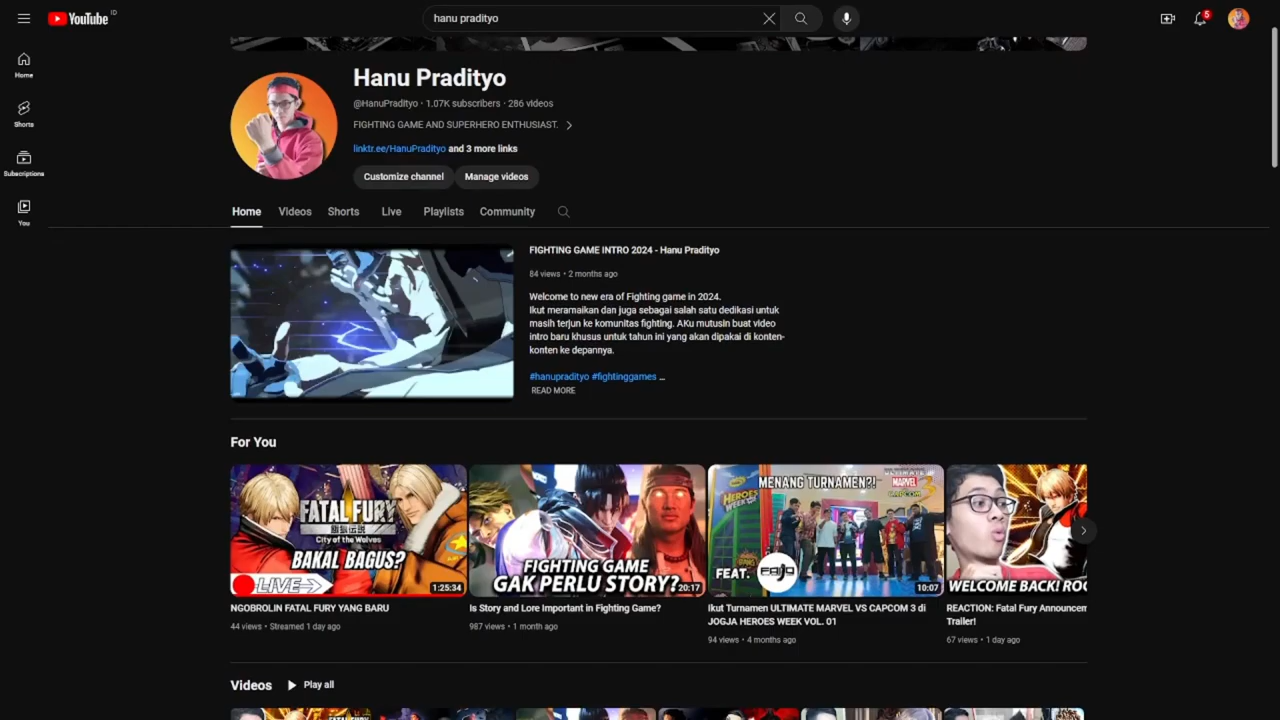 YouTube ID
hanu pradityo
5
Home
Shorts
Subscriptions
You
Hanu Pradityo
@HanuPradityo · 1.07K subscribers · 286 videos
FIGHTING GAME AND SUPERHERO ENTHUSIAST.
linktr.ee/HanuPradityo and 3 more links
Customize channel Manage videos
Home Videos Shorts Live Playlists Community
FIGHTING GAME INTRO 2024 - Hanu Pradityo
84 views • 2 months ago
Welcome to new era of Fighting game in 2024.
Ikut meramaikan dan juga sebagai salah satu dedikasi untuk
masih terjun ke komunitas fighting. AKu mutusin buat video
intro baru khusus untuk tahun ini yang akan dipakai di konten-
konten ke depannya.
#hanupradityo #fightinggames ...
READ MORE
For You
FATAL FURY
City of the Wolves
BAKAL BAGUS?
LIVE
1:25:34
NGOBROLIN FATAL FURY YANG BARU
44 views • Streamed 1 day ago
FIGHTING GAME
GAK PERLU STORY?
20:17
Is Story and Lore Important in Fighting Game?
987 views • 1 month ago
HEROES
MENANG TURNAMEN?!
ULTIMATE
MARVEL
CAPCOM 3
FEAT.
10:07
Ikut Turnamen ULTIMATE MARVEL VS CAPCOM 3 di
JOGJA HEROES WEEK VOL. 01
94 views • 4 months ago
WELCOME BACK! ROC
REACTION: Fatal Fury Announcem
Trailer!
67 views • 1 day ago
Videos Play all